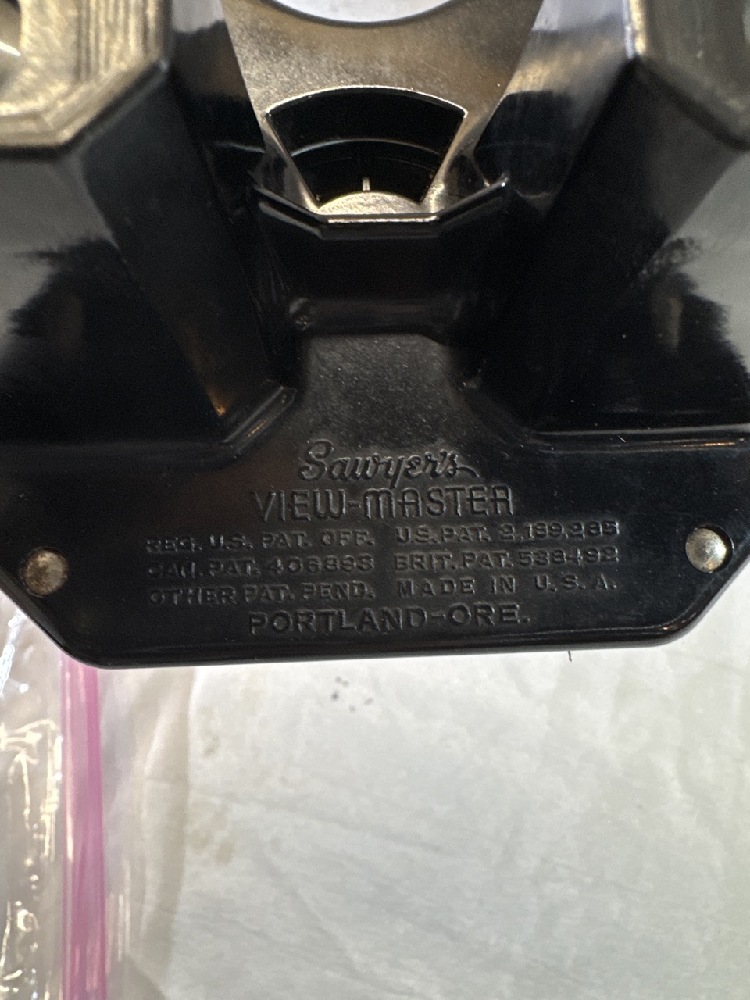 Sawyer's
VIEW-MASTER
REG. U.S. PAT. OFF. U.S. PAT. 2,189,285
CAN. PAT. 406893 BRIT. PAT. 538492
OTHER PAT. PEND. MADE IN U.S.A.
PORTLAND-ORE.